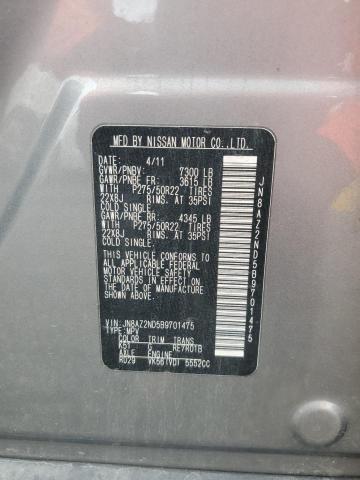 MFD BY NISSAN MOTOR CO.,LTD.
4/11
GVWR/PNBV: 7300 LB
GAWR/PNBE FR: 3615 LB
WITH P275/50R22 TIRES
22X8J RIMS AT 35PSI
COLD SINGLE.
GAWR/PNBE RR: 4345 LB
WITH P275/50R22 TIRES
22X8J RIMS AT 35PSI
COLD SINGLE.
THIS VEHICLE CONFORMS TO
ALL APPLICABLE FEDERAL
MOTOR VEHICLE SAFETY
STANDARDS IN EFFECT ON
THE DATE OF MANUFACTURE
SHOWN ABOVE.
VIN:JN8AZ2ND5B9701475
TYPE:MPV
COLOR TRIM TRANS
K51 G RE7R01B
AXLE ENGINE
RD29 VK56(VD) 5552CC
JN8AZ2ND5B9701475